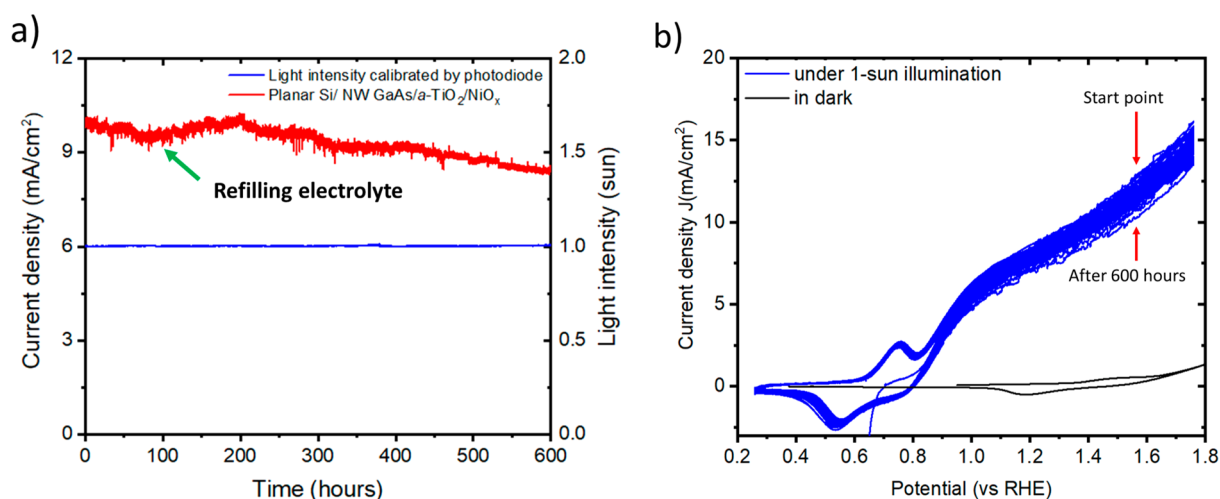 a)
12
9
6
3
0
Current density (mA/cm²)
Light intensity calibrated by photodiode
Planar Si/ NW GaAs/a-TiO₂/NiOₓ
Refilling electrolyte
2.0
1.5
1.0
0.5
0.0
Light intensity (sun)
0 100 200 300 400 500 600
Time (hours)
b)
20
15
10
5
0
Current density J(mA/cm²)
under 1-sun illumination
in dark
Start point
After 600 hours
0.2 0.4 0.6 0.8 1.0 1.2 1.4 1.6 1.8
Potential (vs RHE)